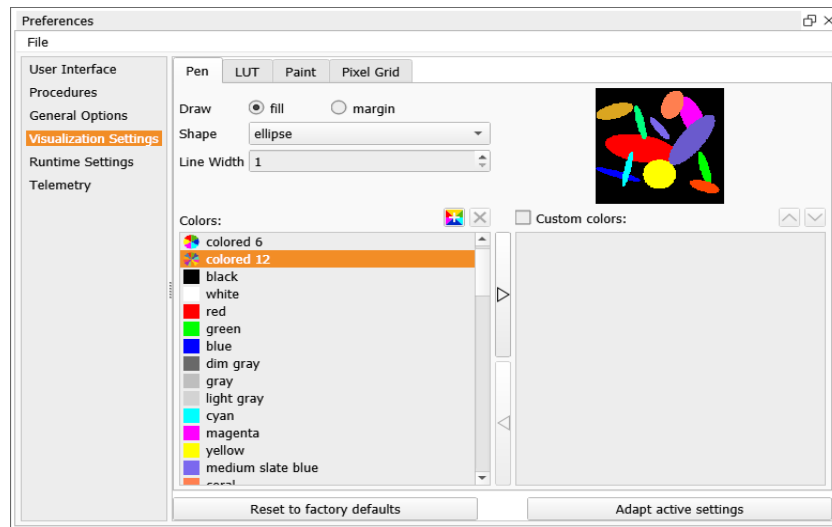 Preferences
File
User Interface
Procedures
General Options
Visualization Settings
Runtime Settings
Telemetry
Pen LUT Paint Pixel Grid
Draw fill margin
Shape ellipse
Line Width 1
Colors:
Custom colors:
colored 6
colored 12
black
white
red
green
blue
dim gray
gray
light gray
cyan
magenta
yellow
medium slate blue
coral
Reset to factory defaults
Adapt active settings